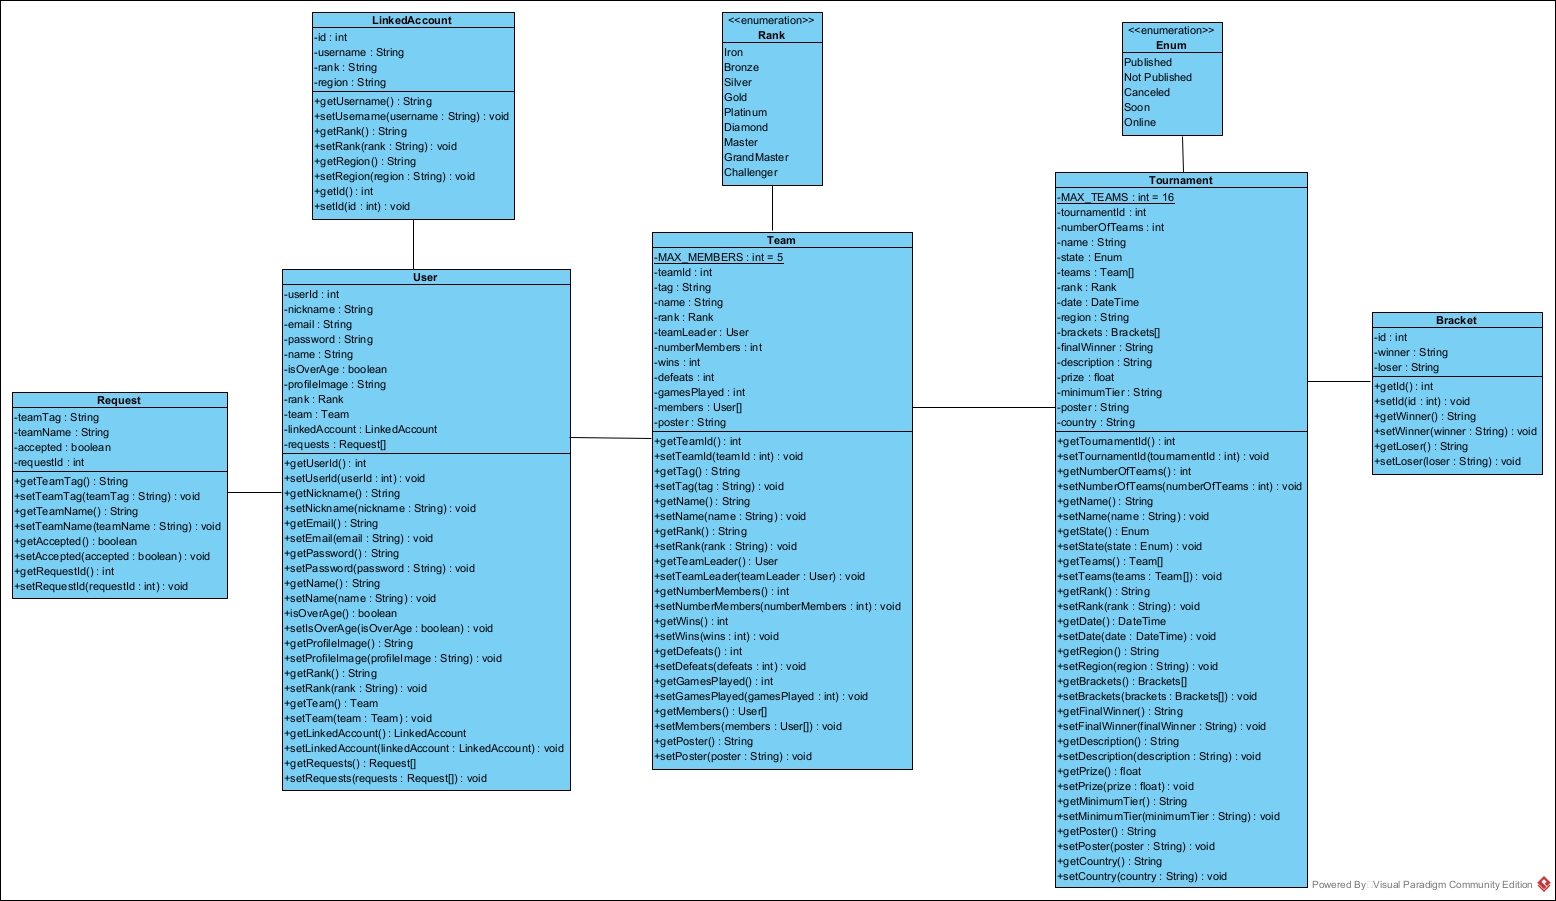 LinkedAccount
-id : int
-username : String
-rank : String
-region : String
+getUsername() : String
+setUsername(username : String) : void
+getRank() : String
+setRank(rank : String) : void
+getRegion() : String
+setRegion(region : String) : void
+getId() : int
+setId(id : int) : void
<<enumeration>>
Rank
Iron
Bronze
Silver
Gold
Platinum
Diamond
Master
GrandMaster
Challenger
<<enumeration>>
Enum
Published
Not Published
Canceled
Soon
Online
Request
-teamTag : String
-teamName : String
-accepted : boolean
-requestId : int
+getTeamTag() : String
+setTeamTag(teamTag : String) : void
+getTeamName() : String
+setTeamName(teamName : String) : void
+getAccepted() : boolean
+setAccepted(accepted : boolean) : void
+getRequestId() : int
+setRequestId(requestId : int) : void
User
-userId : int
-nickname : String
-email : String
-password : String
-name : String
-isOverAge : boolean
-profileImage : String
-rank : Rank
-team : Team
-linkedAccount : LinkedAccount
-requests : Request[]
+getUserId() : int
+setUserId(userId : int) : void
+getNickname() : String
+setNickname(nickname : String) : void
+getEmail() : String
+setEmail(email : String) : void
+getPassword() : String
+setPassword(password : String) : void
+getName() : String
+setName(name : String) : void
+isOverAge() : boolean
+setIsOverAge(isOverAge : boolean) : void
+getProfileImage() : String
+setProfileImage(profileImage : String) : void
+getRank() : String
+setRank(rank : String) : void
+getTeam() : Team
+setTeam(team : Team) : void
+getLinkedAccount() : LinkedAccount
+setLinkedAccount(linkedAccount : LinkedAccount) : void
+getRequests() : Request[]
+setRequests(requests : Request[]) : void
Team
-MAX_MEMBERS : int = 5
-teamId : int
-tag : String
-name : String
-rank : Rank
-teamLeader : User
-numberMembers : int
-wins : int
-defeats : int
-gamesPlayed : int
-members : User[]
-poster : String
+getTeamId() : int
+setTeamId(teamId : int) : void
+getTag() : String
+setTag(tag : String) : void
+getName() : String
+setName(name : String) : void
+getRank() : String
+setRank(rank : String) : void
+getTeamLeader() : User
+setTeamLeader(teamLeader : User) : void
+getNumberMembers() : int
+setNumberMembers(numberMembers : int) : void
+getWins() : int
+setWins(wins : int) : void
+getDefeats() : int
+setDefeats(defeats : int) : void
+getGamesPlayed() : int
+setGamesPlayed(gamesPlayed : int) : void
+getMembers() : User[]
+setMembers(members : User[]) : void
+getPoster() : String
+setPoster(poster : String) : void
Tournament
-MAX_TEAMS : int = 16
-tournamentId : int
-numberOfTeams : int
-name : String
-state : Enum
-teams : Team[]
-rank : Rank
-date : DateTime
-region : String
-brackets : Brackets[]
-finalWinner : String
-description : String
-prize : float
-minimumTier : String
-poster : String
-country : String
+getTournamentId() : int
+setTournamentId(tournamentId : int) : void
+getNumberOfTeams() : int
+setNumberOfTeams(numberOfTeams : int) : void
+getName() : String
+setName(name : String) : void
+getState() : Enum
+setState(state : Enum) : void
+getTeams() : Team[]
+setTeams(teams : Team[]) : void
+getRank() : String
+setRank(rank : String) : void
+getDate() : DateTime
+setDate(date : DateTime) : void
+getRegion() : String
+setRegion(region : String) : void
+getBrackets() : Brackets[]
+setBrackets(brackets : Brackets[]) : void
+getFinalWinner() : String
+setFinalWinner(finalWinner : String) : void
+getDescription() : String
+setDescription(description : String) : void
+getPrize() : float
+setPrize(prize : float) : void
+getMinimumTier() : String
+setMinimumTier(minimumTier : String) : void
+getPoster() : String
+setPoster(poster : String) : void
+getCountry() : String
+setCountry(country : String) : void
Bracket
-id : int
-winner : String
-loser : String
+getId() : int
+setId(id : int) : void
+getWinner() : String
+setWinner(winner : String) : void
+getLoser() : String
+setLoser(loser : String) : void
Powered By Visual Paradigm Community Edition